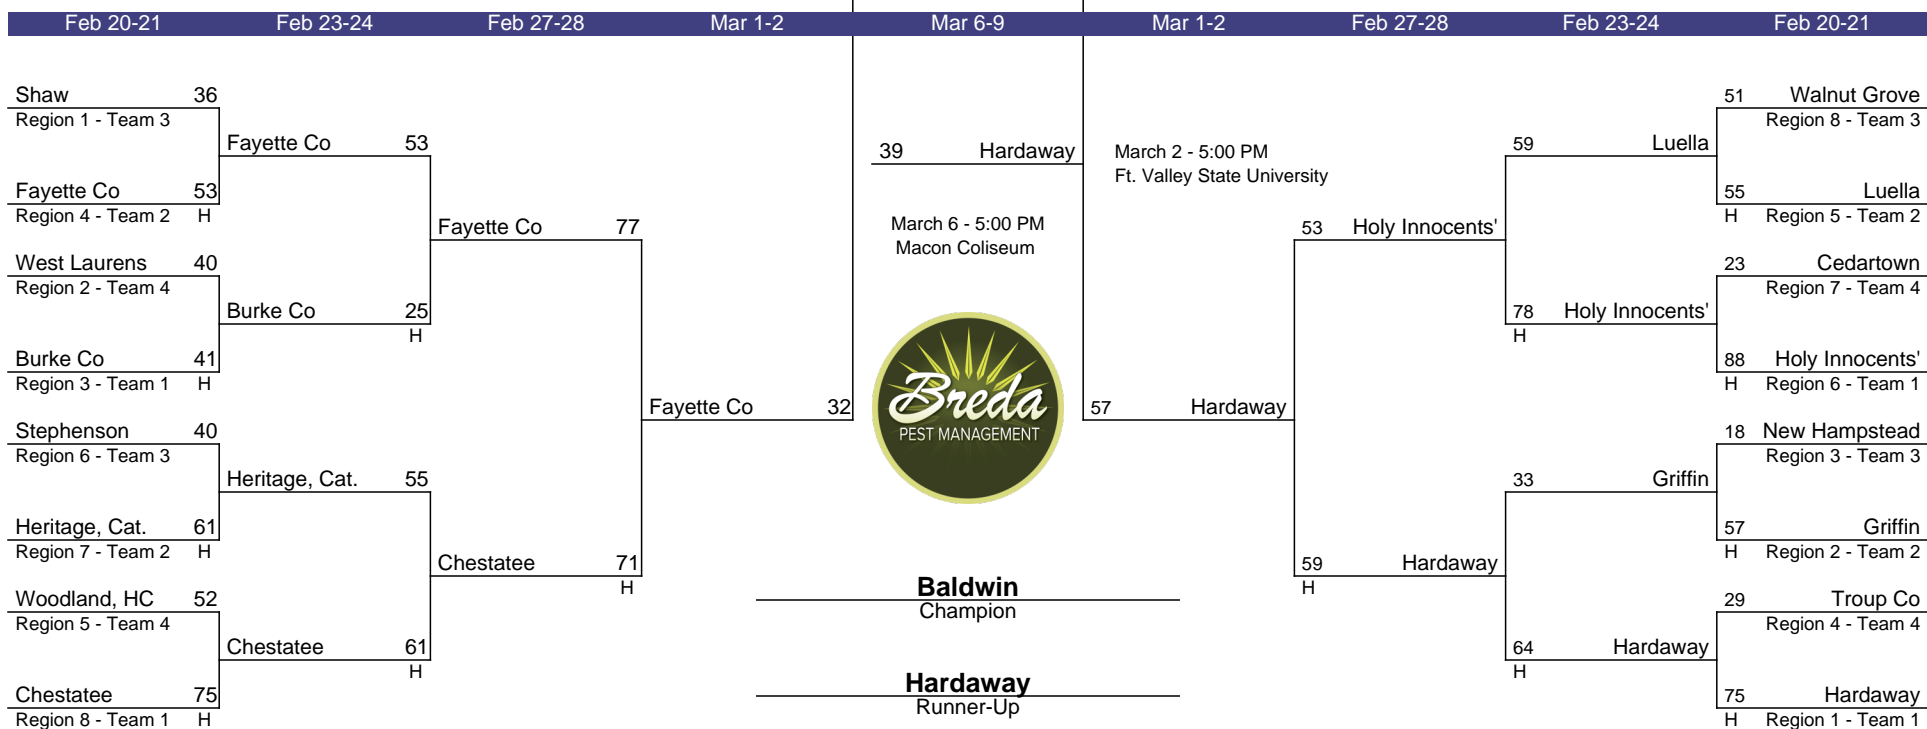 Feb 20-21 Feb 23-24 Feb 27-28 Mar 1-2 Mar 6-9 Mar 1-2 Feb 27-28 Feb 23-24 Feb 20-21
Shaw 36
Region 1 - Team 3
Fayette Co 53
Fayette Co 53
Region 4 - Team 2 H
Fayette Co 77
West Laurens 40
Region 2 - Team 4
Burke Co 25
H
Burke Co 41
Region 3 - Team 1 H
Fayette Co 32
Stephenson 40
Region 6 - Team 3
Heritage, Cat. 55
Heritage, Cat. 61
Region 7 - Team 2 H
Chestatee 71
H
Woodland, HC 52
Region 5 - Team 4
Chestatee 61
H
Chestatee 75
Region 8 - Team 1 H
39 Hardaway
March 6 - 5:00 PM
Macon Coliseum
Breda
PEST MANAGEMENT
Baldwin
Champion
Hardaway
Runner-Up
March 2 - 5:00 PM
Ft. Valley State University
57 Hardaway
53 Holy Innocents'
59 Hardaway
H
59 Luella
78 Holy Innocents'
H
33 Griffin
64 Hardaway
H
51 Walnut Grove
Region 8 - Team 3
55 Luella
H Region 5 - Team 2
23 Cedartown
Region 7 - Team 4
88 Holy Innocents'
H Region 6 - Team 1
18 New Hampstead
Region 3 - Team 3
57 Griffin
H Region 2 - Team 2
29 Troup Co
Region 4 - Team 4
75 Hardaway
H Region 1 - Team 1